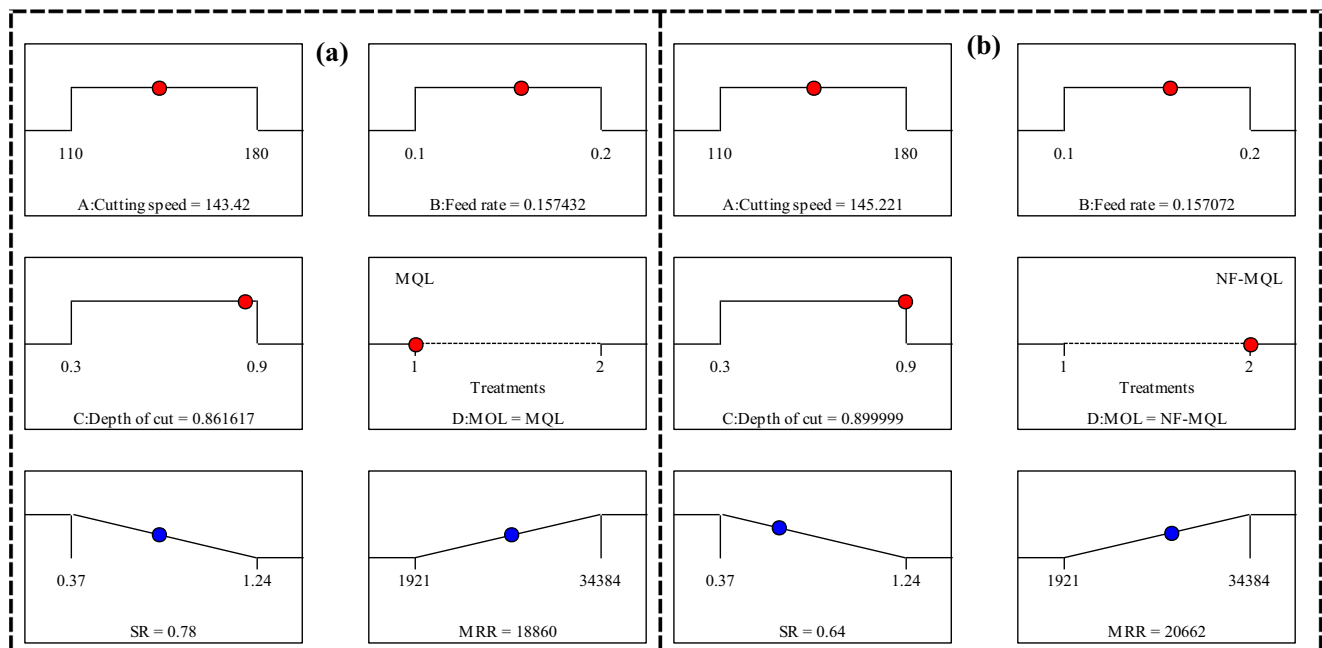 (a)
110 180
A:Cutting speed = 143.42
0.1 0.2
B:Feed rate = 0.157432
0.3 0.9
C:Depth of cut = 0.861617
MQL
1 2
Treatments
D:MOL = MQL
0.37 1.24
SR = 0.78
1921 34384
MRR = 18860
(b)
110 180
A:Cutting speed = 145.221
0.1 0.2
B:Feed rate = 0.157072
0.3 0.9
C:Depth of cut = 0.899999
NF-MQL
1 2
Treatments
D:MOL = NF-MQL
0.37 1.24
SR = 0.64
1921 34384
MRR = 20662